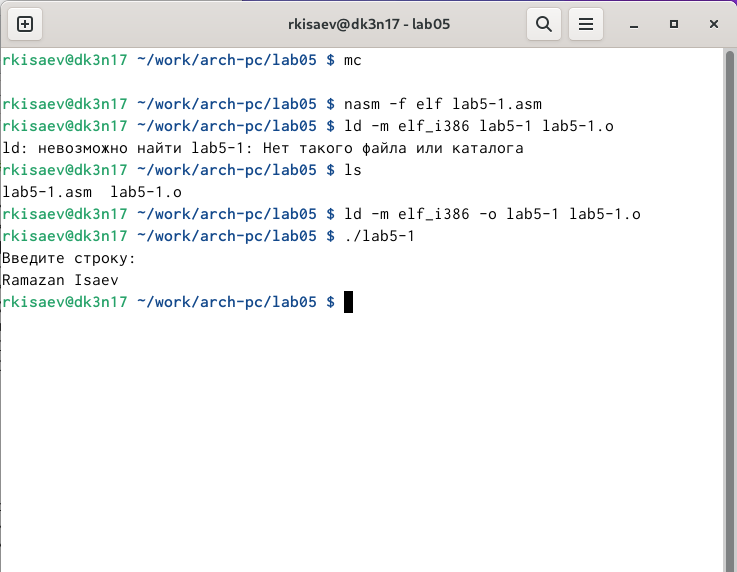 rkisaev@dk3n17 - lab05
rkisaev@dk3n17 ~/work/arch-pc/lab05 $ mc
rkisaev@dk3n17 ~/work/arch-pc/lab05 $ nasm -f elf lab5-1.asm
rkisaev@dk3n17 ~/work/arch-pc/lab05 $ ld -m elf_i386 lab5-1 lab5-1.o
ld: невозможно найти lab5-1: Нет такого файла или каталога
rkisaev@dk3n17 ~/work/arch-pc/lab05 $ ls
lab5-1.asm  lab5-1.o
rkisaev@dk3n17 ~/work/arch-pc/lab05 $ ld -m elf_i386 -o lab5-1 lab5-1.o
rkisaev@dk3n17 ~/work/arch-pc/lab05 $ ./lab5-1
Введите строку:
Ramazan Isaev
rkisaev@dk3n17 ~/work/arch-pc/lab05 $